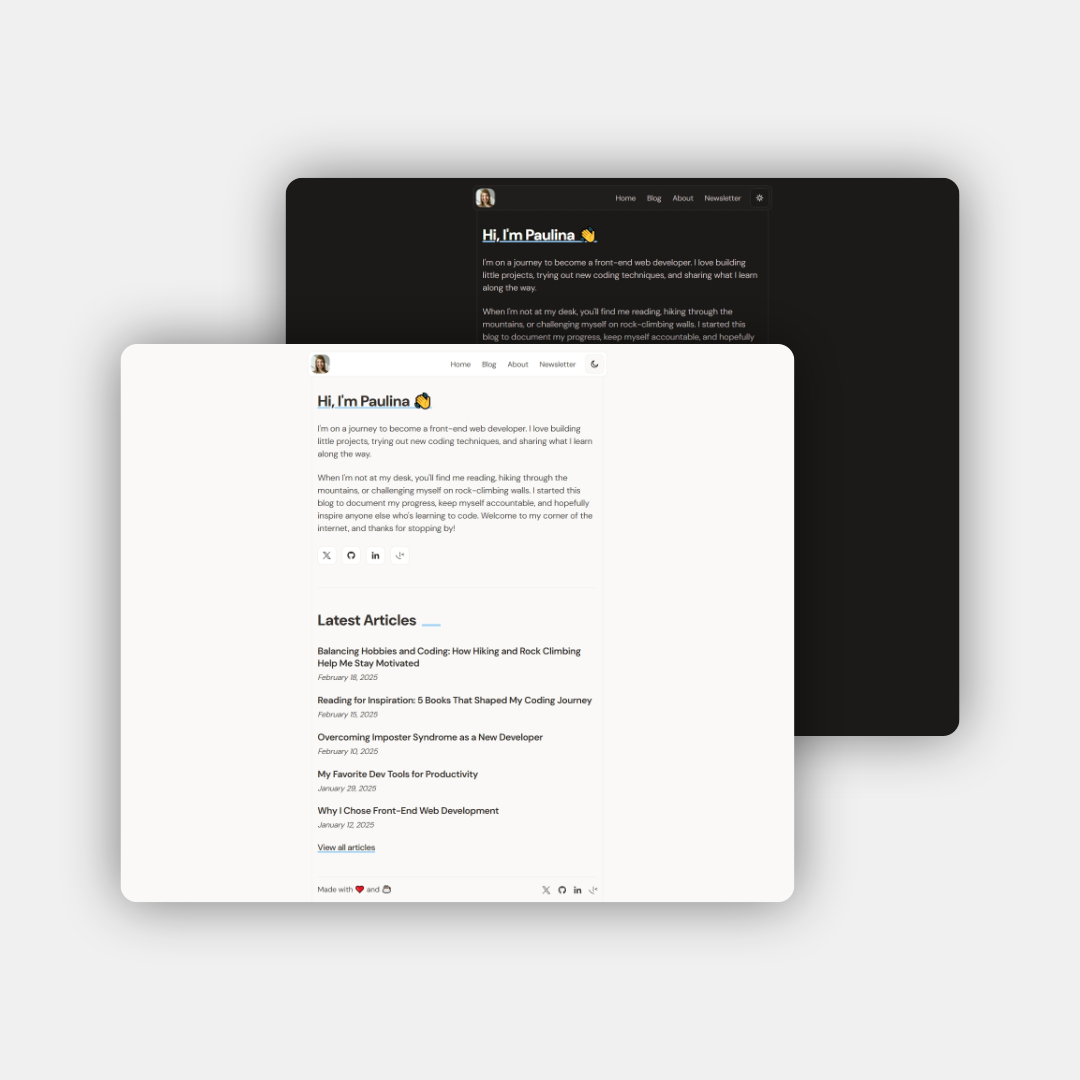 Home Blog About Newsletter
Hi, I'm Paulina 👋
I'm on a journey to become a front-end web developer. I love building
little projects, trying out new coding techniques, and sharing what I learn
along the way.
When I'm not at my desk, you'll find me reading, hiking through the
mountains, or challenging myself on rock-climbing walls. I started this
blog to document my progress, keep myself accountable, and hopefully
Home Blog About Newsletter
Hi, I'm Paulina 👋
I'm on a journey to become a front-end web developer. I love building
little projects, trying out new coding techniques, and sharing what I learn
along the way.
When I'm not at my desk, you'll find me reading, hiking through the
mountains, or challenging myself on rock-climbing walls. I started this
blog to document my progress, keep myself accountable, and hopefully
inspire anyone else who's learning to code. Welcome to my corner of the
internet, and thanks for stopping by!
Latest Articles
Balancing Hobbies and Coding: How Hiking and Rock Climbing
Help Me Stay Motivated
February 18, 2025
Reading for Inspiration: 5 Books That Shaped My Coding Journey
February 15, 2025
Overcoming Imposter Syndrome as a New Developer
February 10, 2025
My Favorite Dev Tools for Productivity
January 29, 2025
Why I Chose Front-End Web Development
January 12, 2025
View all articles
Made with ❤️ and ☕